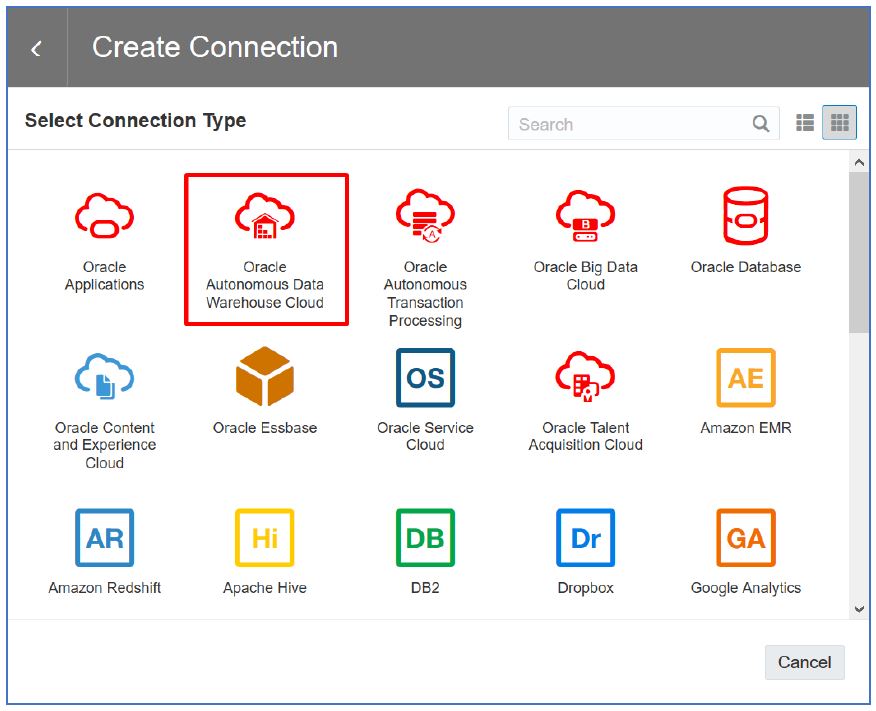 Create Connection
Select Connection Type
Search
Oracle
Applications
Oracle
Autonomous Data
Warehouse Cloud
A
Oracle
Autonomous
Transaction
Processing
B
Oracle Big Data
Cloud
Oracle Database
Oracle Content
and Experience
Cloud
Oracle Essbase
OS
Oracle Service
Cloud
Oracle Talent
Acquisition Cloud
AE
Amazon EMR
AR
Amazon Redshift
Hi
Apache Hive
DB
DB2
Dr
Dropbox
GA
Google Analytics
Cancel